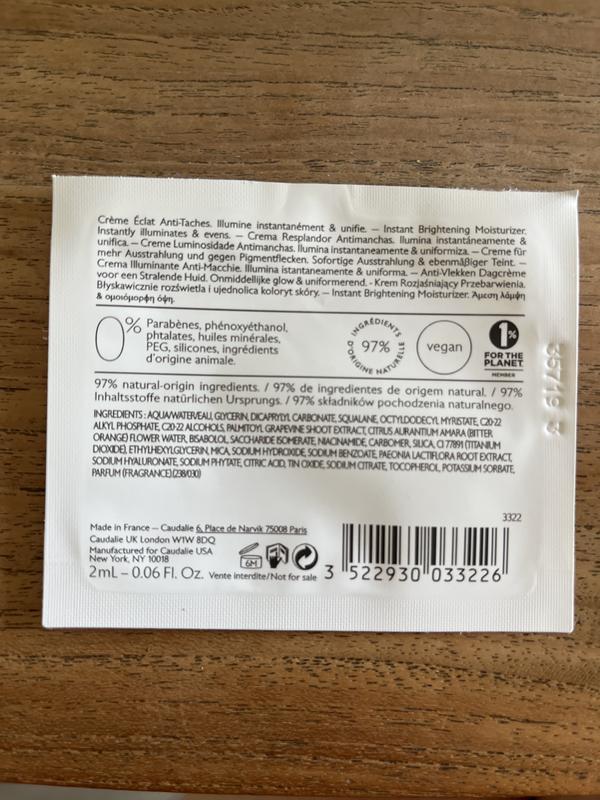 Crème Éclat Anti-Taches. Illumine instantanément & unifie. – Instant Brightening Moisturizer.
Instantly illuminates & evens. – Crema Resplandor Antimanchas. Ilumina instantáneamente &
unifica. – Creme Luminosidade Antimanchas. Ilumina instantaneamente & uniformiza. – Creme für
mehr Ausstrahlung und gegen Pigmentflecken. Sofortige Ausstrahlung & ebenmäßiger Teint. –
Crema Illuminante Anti-Macchie. Illumina istantaneamente & uniforma. – Anti-Vlekken Dagcrème
voor een Stralende Huid. Onmiddellijke glow & uniformerend. - Krem Rozjaśniający Przebarwienia.
Błyskawicznie rozświetla i ujednolica koloryt skóry. – Instant Brightening Moisturizer. Άμεση λάμψη
& ομοιόμορφη όψη.
0% Parabènes, phénoxyéthanol,
phtalates, huiles minérales,
PEG, silicones, ingrédients
d'origine animale.
INGRÉDIENTS
97%
D'ORIGINE NATURELLE
vegan
1%
FOR THE
PLANET
MEMBER
97% natural-origin ingredients. / 97% de ingredientes de origem natural. / 97%
Inhaltsstoffe natürlichen Ursprungs. / 97% składników pochodzenia naturalnego.
INGREDIENTS : AQUA/WATER/EAU, GLYCERIN, DICAPRYLYL CARBONATE, SQUALANE, OCTYLDODECYL MYRISTATE, C20-22
ALKYL PHOSPHATE, C20-22 ALCOHOLS, PALMITOYL GRAPEVINE SHOOT EXTRACT, CITRUS AURANTIUM AMARA (BITTER
ORANGE) FLOWER WATER, BISABOLOL, SACCHARIDE ISOMERATE, NIACINAMIDE, CARBOMER, SILICA, CI 77891 (TITANIUM
DIOXIDE), ETHYLHEXYLGLYCERIN, MICA, SODIUM HYDROXIDE, SODIUM BENZOATE, PAEONIA LACTIFLORA ROOT EXTRACT,
SODIUM HYALURONATE, SODIUM PHYTATE, CITRIC ACID, TIN OXIDE, SODIUM CITRATE, TOCOPHEROL, POTASSIUM SORBATE,
PARFUM (FRAGRANCE).(238/030)
3322
Made in France – Caudalie 6, Place de Narvik 75008 Paris
Caudalie UK London W1W 8DQ
Manufactured for Caudalie USA
New York, NY 10018
6M
2mL – 0.06 Fl. Oz. Vente interdite/Not for sale
3 522930 033226